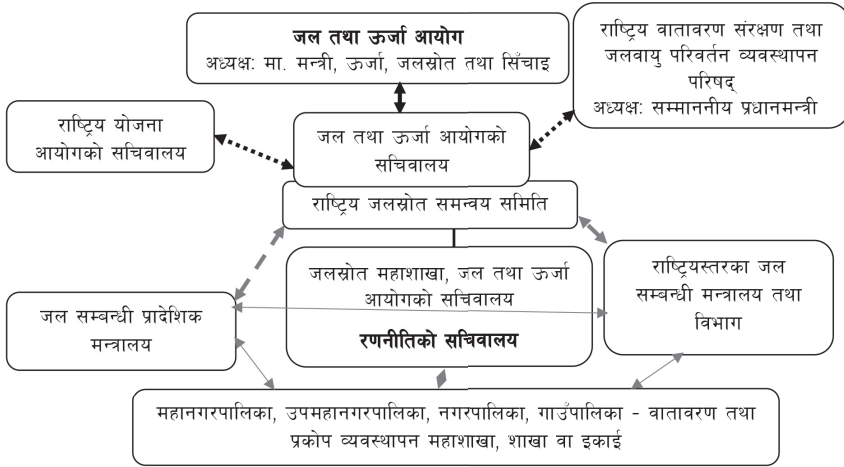 जल तथा ऊर्जा आयोग
अध्यक्ष: मा. मन्त्री, ऊर्जा, जलस्रोत तथा सिँचाइ
राष्ट्रिय वातावरण संरक्षण तथा
जलवायु परिवर्तन व्यवस्थापन
परिषद्
अध्यक्ष: सम्माननीय प्रधानमन्त्री
राष्ट्रिय योजना
आयोगको सचिवालय
जल तथा ऊर्जा आयोगको
सचिवालय
राष्ट्रिय जलस्रोत समन्वय समिति
जलस्रोत महाशाखा, जल तथा ऊर्जा
आयोगको सचिवालय
रणनीतिको सचिवालय
राष्ट्रियस्तरका जल
सम्बन्धी मन्त्रालय तथा
विभाग
जल सम्बन्धी प्रादेशिक
मन्त्रालय
महानगरपालिका, उपमहानगरपालिका, नगरपालिका, गाउँपालिका - वातावरण तथा
प्रकोप व्यवस्थापन महाशाखा, शाखा वा इकाई